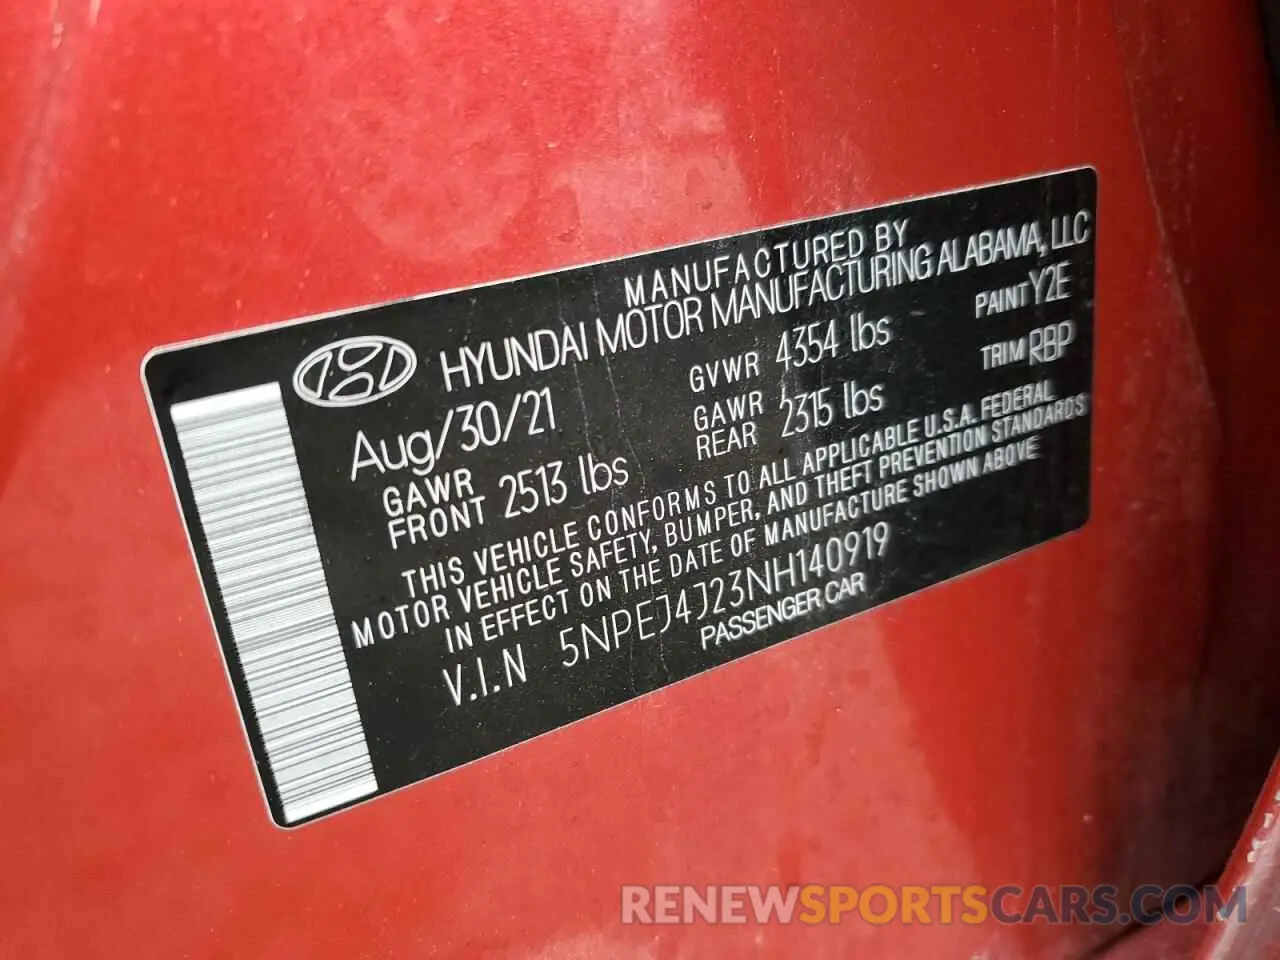 MANUFACTURED BY
HYUNDAI MOTOR MANUFACTURING ALABAMA, LLC
Aug/30/21 GVWR 4354 lbs PAINT Y2E
GAWR FRONT 2513 lbs GAWR REAR 2315 lbs TRIM RBP
THIS VEHICLE CONFORMS TO ALL APPLICABLE U.S.A. FEDERAL
MOTOR VEHICLE SAFETY, BUMPER, AND THEFT PREVENTION STANDARDS
IN EFFECT ON THE DATE OF MANUFACTURE SHOWN ABOVE
V.I.N 5NPEJ4J23NH140919
PASSENGER CAR
RENEWSPORTSCARS.COM